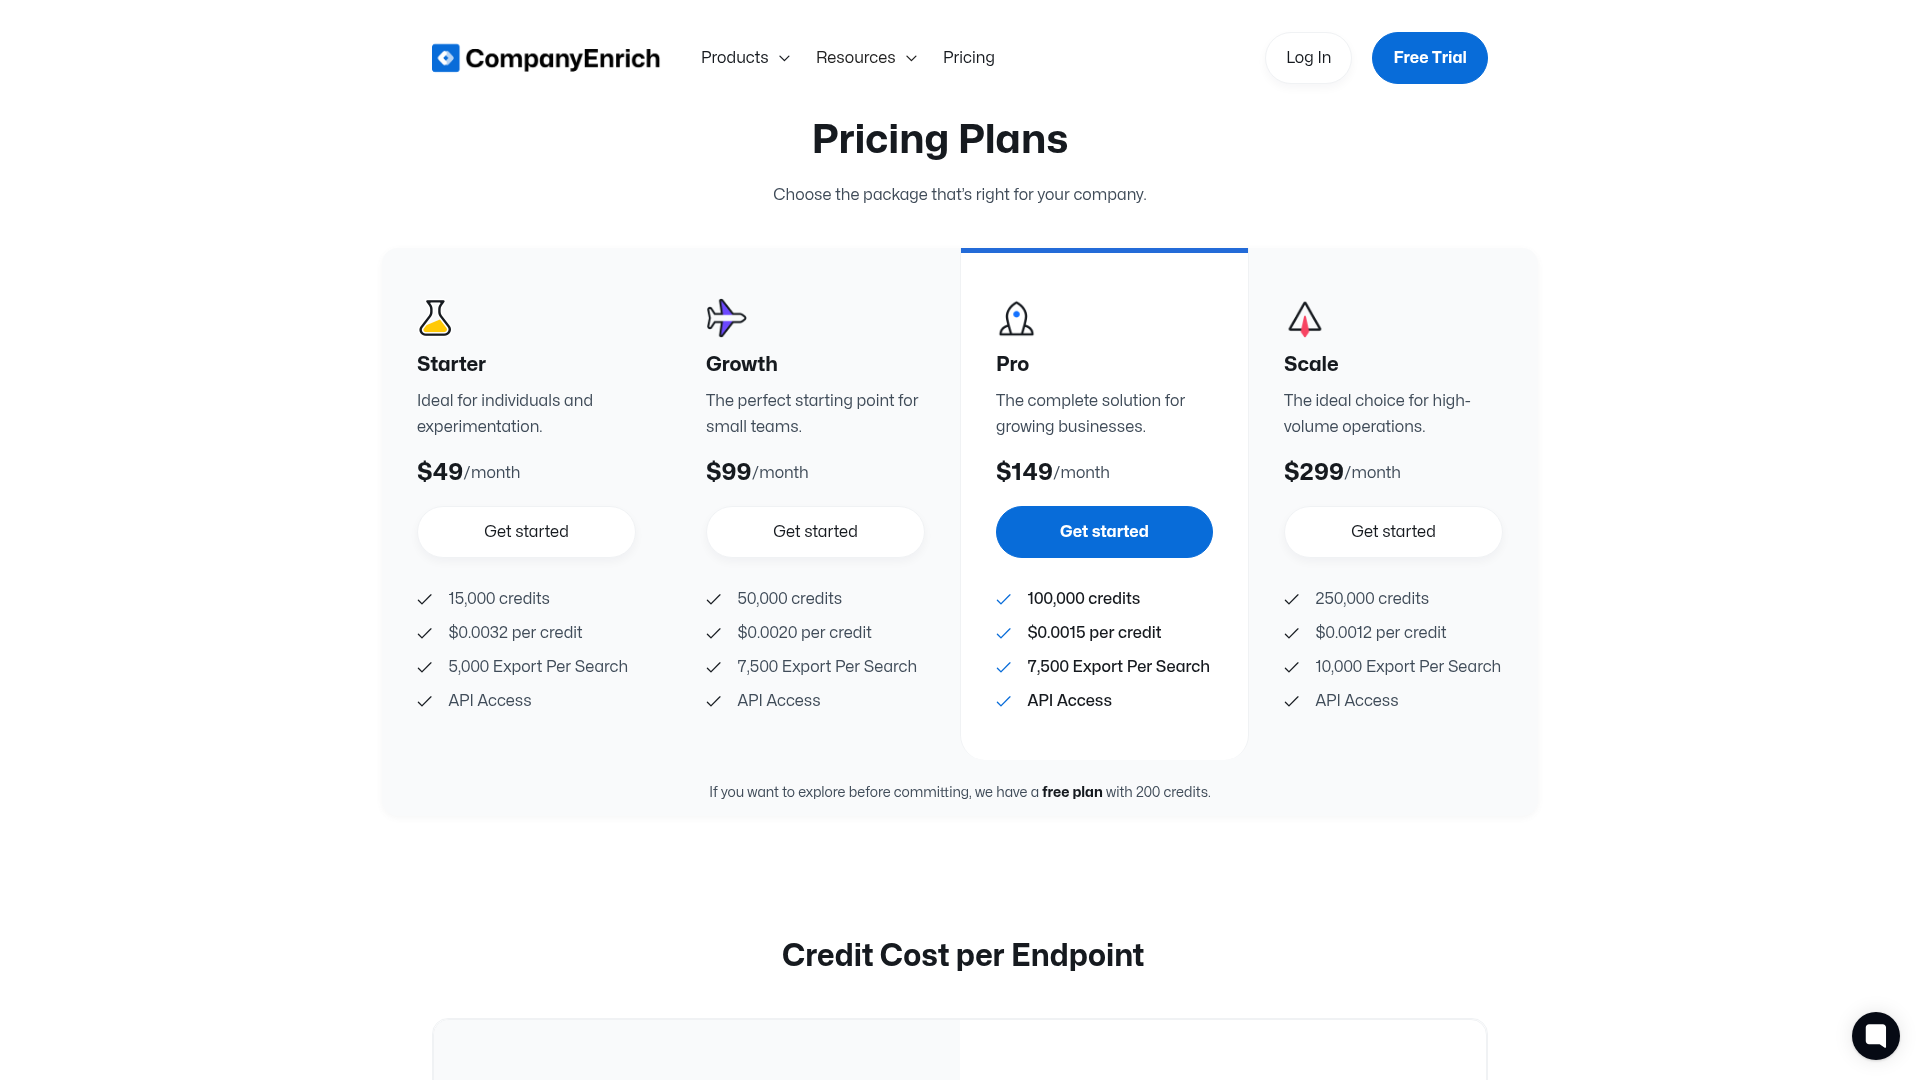 CompanyEnrich
Products
Resources
Pricing
Log In
Free Trial
Pricing Plans
Choose the package that's right for your company.
Starter
Ideal for individuals and
experimentation.
$49/month
Get started
15,000 credits
$0.0032 per credit
5,000 Export Per Search
API Access
Growth
The perfect starting point for
small teams.
$99/month
Get started
50,000 credits
$0.0020 per credit
7,500 Export Per Search
API Access
Pro
The complete solution for
growing businesses.
$149/month
Get started
100,000 credits
$0.0015 per credit
7,500 Export Per Search
API Access
Scale
The ideal choice for high-
volume operations.
$299/month
Get started
250,000 credits
$0.0012 per credit
10,000 Export Per Search
API Access
If you want to explore before committing, we have a free plan with 200 credits.
Credit Cost per Endpoint